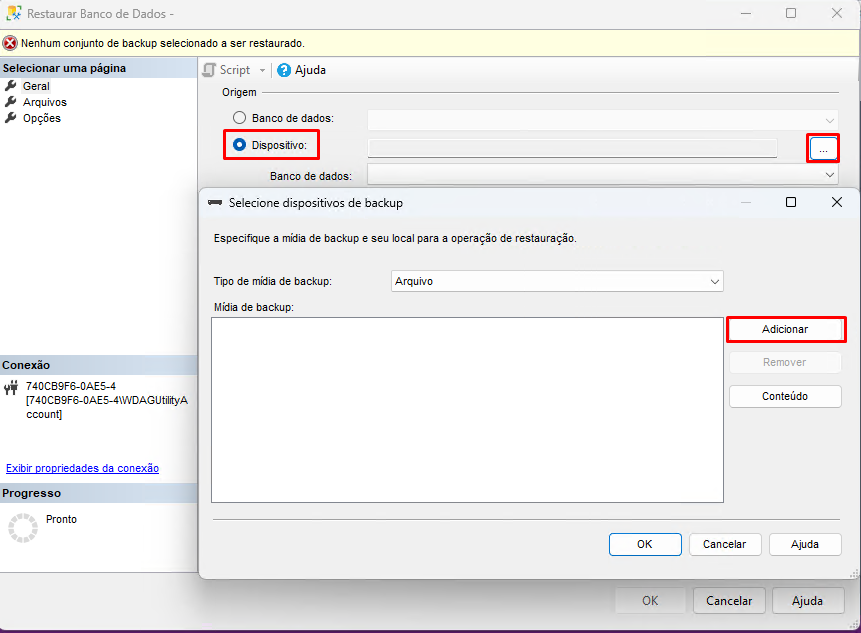 Restaurar Banco de Dados -
Nenhum conjunto de backup selecionado a ser restaurado.
Selecionar uma página
Geral
Arquivos
Opções
Script
Ajuda
Origem
Banco de dados:
Dispositivo:
...
Banco de dados:
Selecione dispositivos de backup
Especifique a mídia de backup e seu local para a operação de restauração.
Tipo de mídia de backup:
Arquivo
Mídia de backup:
Adicionar
Remover
Conteúdo
OK
Cancelar
Ajuda
Conexão
740CB9F6-0AE5-4
[740CB9F6-0AE5-4\WDAGUtilityA
ccount]
Exibir propriedades da conexão
Progresso
Pronto
OK
Cancelar
Ajuda